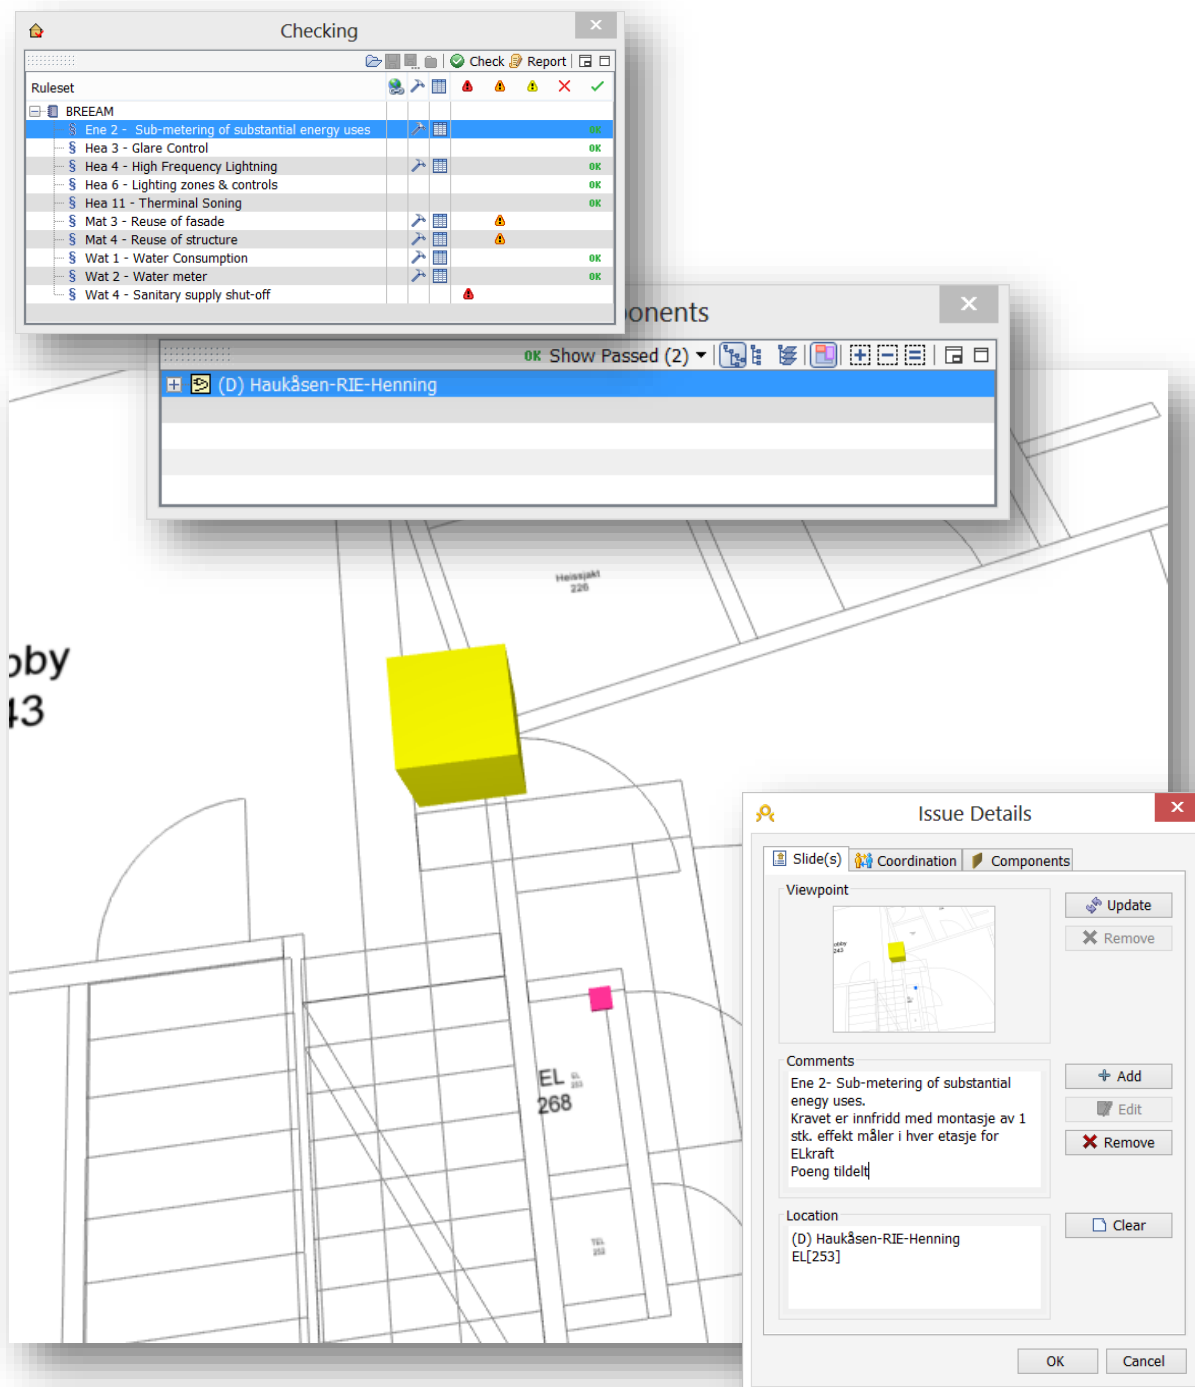 Checking
Check Report
Ruleset
BREEAM
§ Ene 2 - Sub-metering of substantial energy uses OK
§ Hea 3 - Glare Control OK
§ Hea 4 - High Frequency Lightning OK
§ Hea 6 - Lighting zones & controls OK
§ Hea 11 - Therminal Soning OK
§ Mat 3 - Reuse of fasade
§ Mat 4 - Reuse of structure
§ Wat 1 - Water Consumption OK
§ Wat 2 - Water meter OK
§ Wat 4 - Sanitary supply shut-off
onents
OK Show Passed (2)
(D) Haukåsen-RIE-Henning
Heissjakt
226
oby
43
EL
268
TEL
252
Issue Details
Slide(s) Coordination Components
Viewpoint
Update
Remove
Comments
Ene 2- Sub-metering of substantial
enegy uses.
Kravet er innfridd med montasje av 1
stk. effekt måler i hver etasje for
ELkraft
Poeng tildelt
Add
Edit
Remove
Location
(D) Haukåsen-RIE-Henning
EL[253]
Clear
OK Cancel